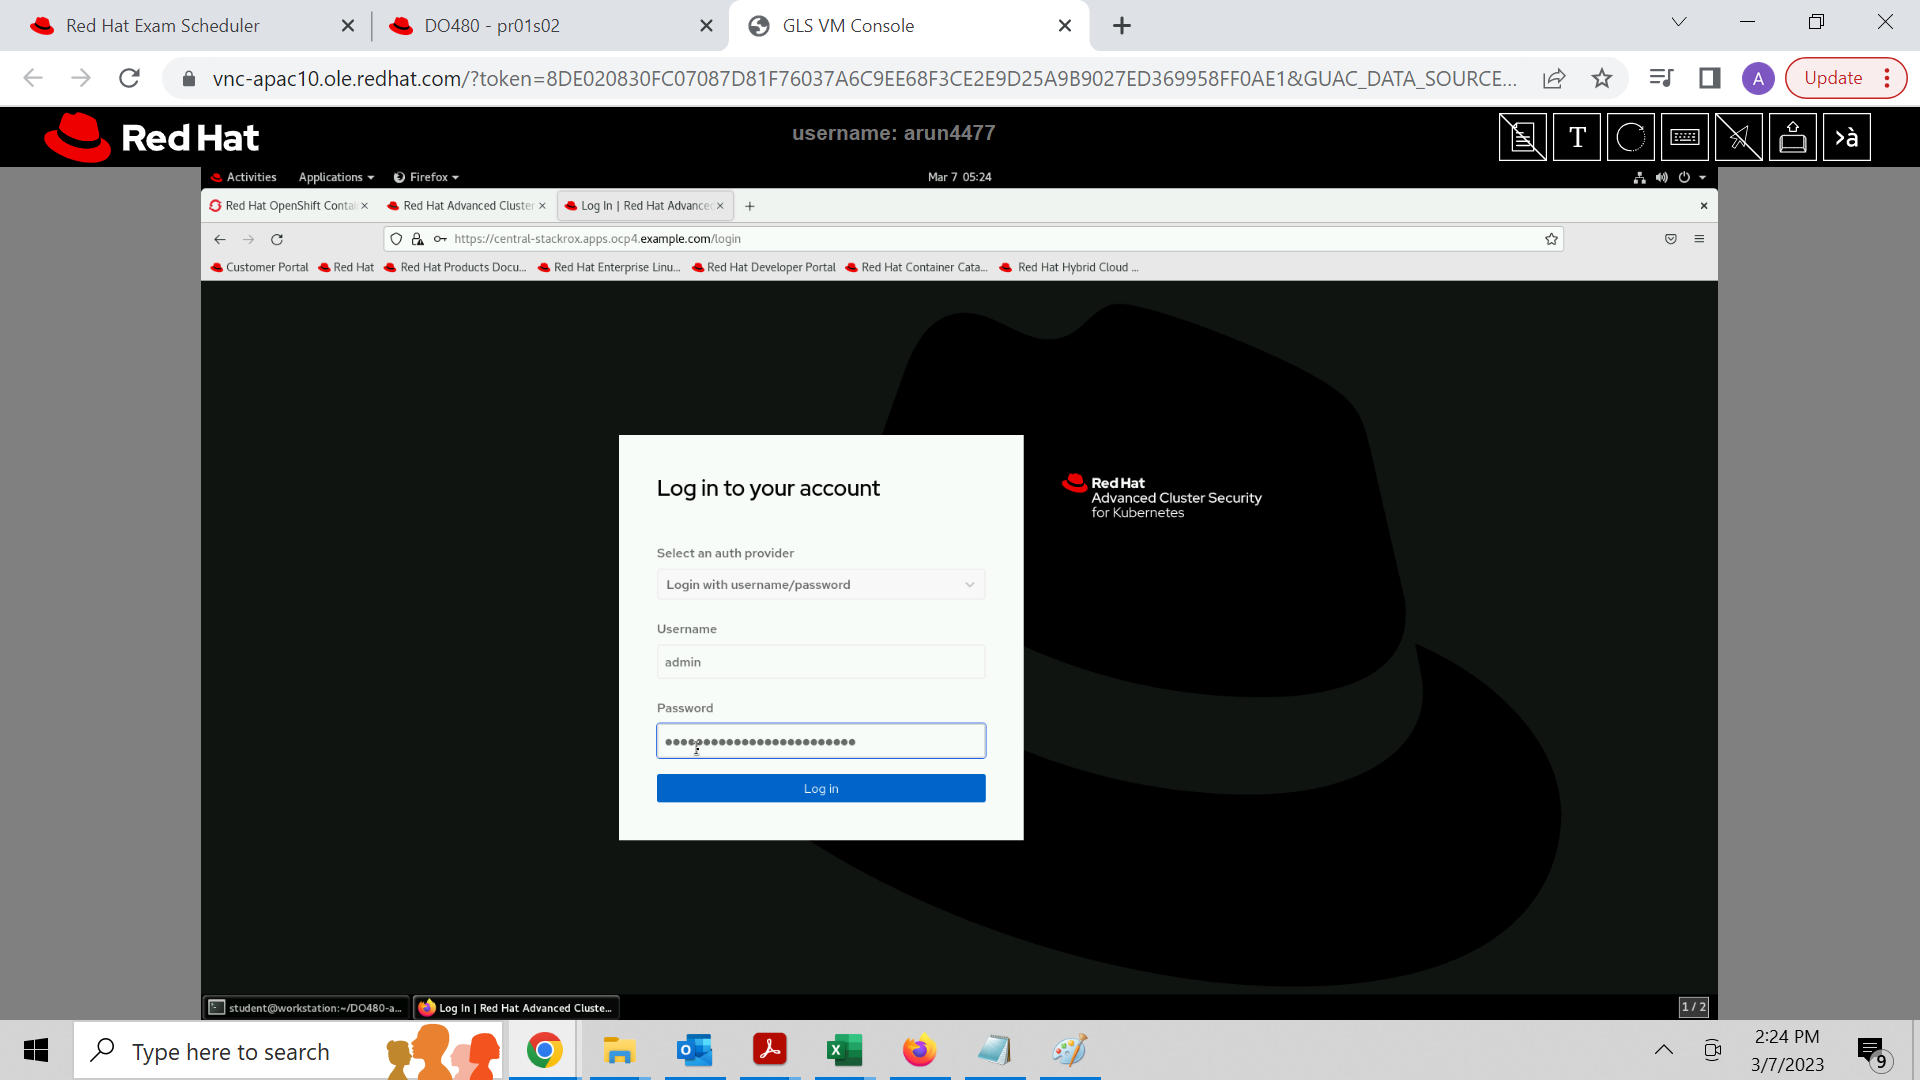 Red Hat Exam Scheduler
DO480 - pr01s02
GLS VM Console
vnc-apac10.ole.redhat.com/?token=8DE020830FC07087D81F76037A6C9EE68F3CE2E9D25A9B9027ED369958FF0AE1&GUAC_DATA_SOURCE...
A
Update
Red Hat
username: arun4477
T
›à
Activities
Applications
Firefox
Mar 7 05:24
Red Hat OpenShift Contai
Red Hat Advanced Cluster
Log In | Red Hat Advanced
https://central-stackrox.apps.ocp4.example.com/login
Customer Portal
Red Hat
Red Hat Products Docu...
Red Hat Enterprise Linu...
Red Hat Developer Portal
Red Hat Container Cata...
Red Hat Hybrid Cloud ...
Log in to your account
Red Hat
Advanced Cluster Security
for Kubernetes
Select an auth provider
Login with username/password
Username
admin
Password
Log in
student@workstation:~/DO480-a...
Log In | Red Hat Advanced Cluste...
1 / 2
Type here to search
2:24 PM
3/7/2023
9